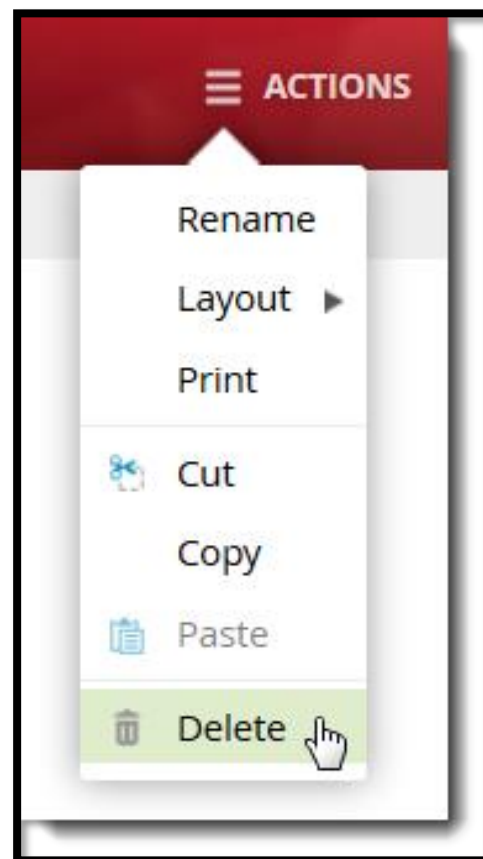 ACTIONS
Rename
Layout
Print
Cut
Copy
Paste
Delete